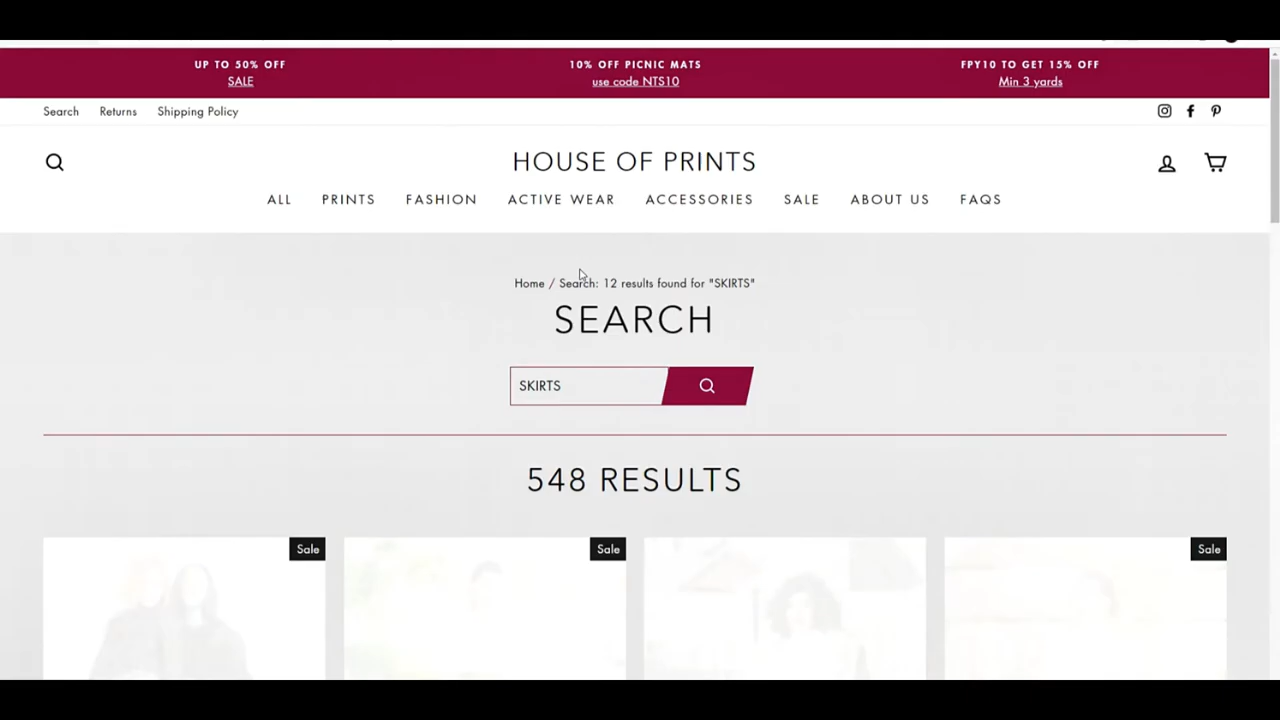 UP TO 50% OFF
SALE
10% OFF PICNIC MATS
use code NTS10
FPY10 TO GET 15% OFF
Min 3 yards
Search Returns Shipping Policy
HOUSE OF PRINTS
ALL PRINTS FASHION ACTIVE WEAR ACCESSORIES SALE ABOUT US FAQS
Home / Search: 12 results found for "SKIRTS"
SEARCH
SKIRTS
548 RESULTS
Sale Sale Sale